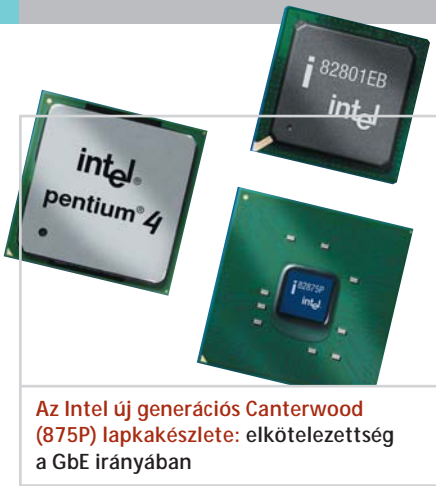 i 82801EB
intel
intel®
pentium® 4
i 82875P
intel
Az Intel új generációs Canterwood
(875P) lapkakészlete: elkötelezettség
a GbE irányában